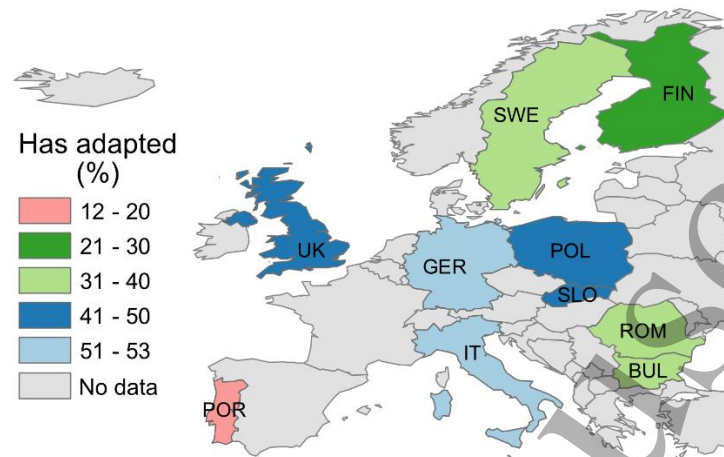 Has adapted
(%)
12 - 20
21 - 30
31 - 40
41 - 50
51 - 53
No data
FIN
SWE
UK
GER
POL
SLO
ROM
IT
BUL
POR